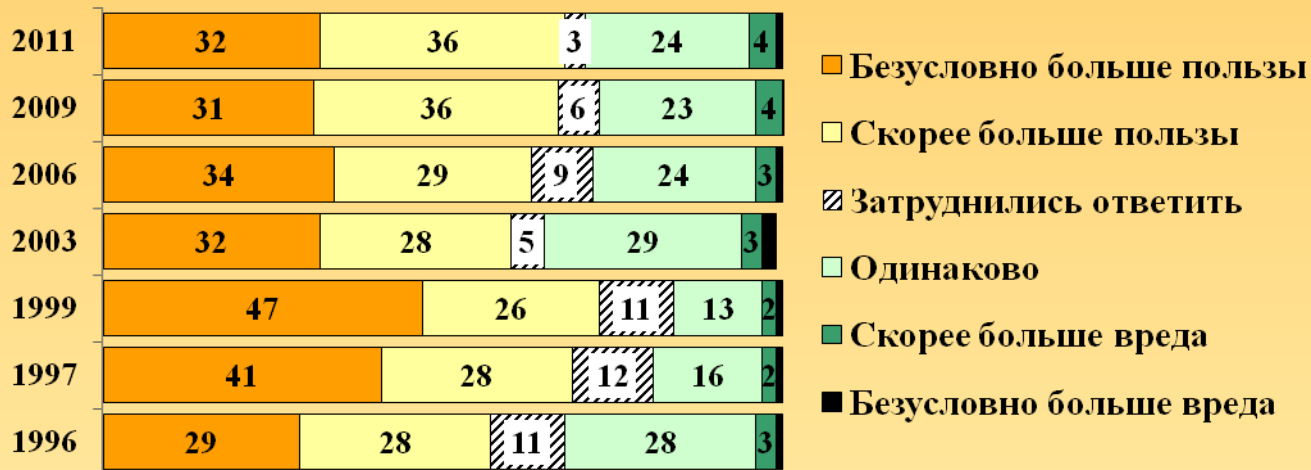 2011 32 36 3 24 4
2009 31 36 6 23 4
2006 34 29 9 24 3
2003 32 28 5 29 3
1999 47 26 11 13 2
1997 41 28 12 16 2
1996 29 28 11 28 3
Безусловно больше пользы
Скорее больше пользы
Затруднились ответить
Одинаково
Скорее больше вреда
Безусловно больше вреда